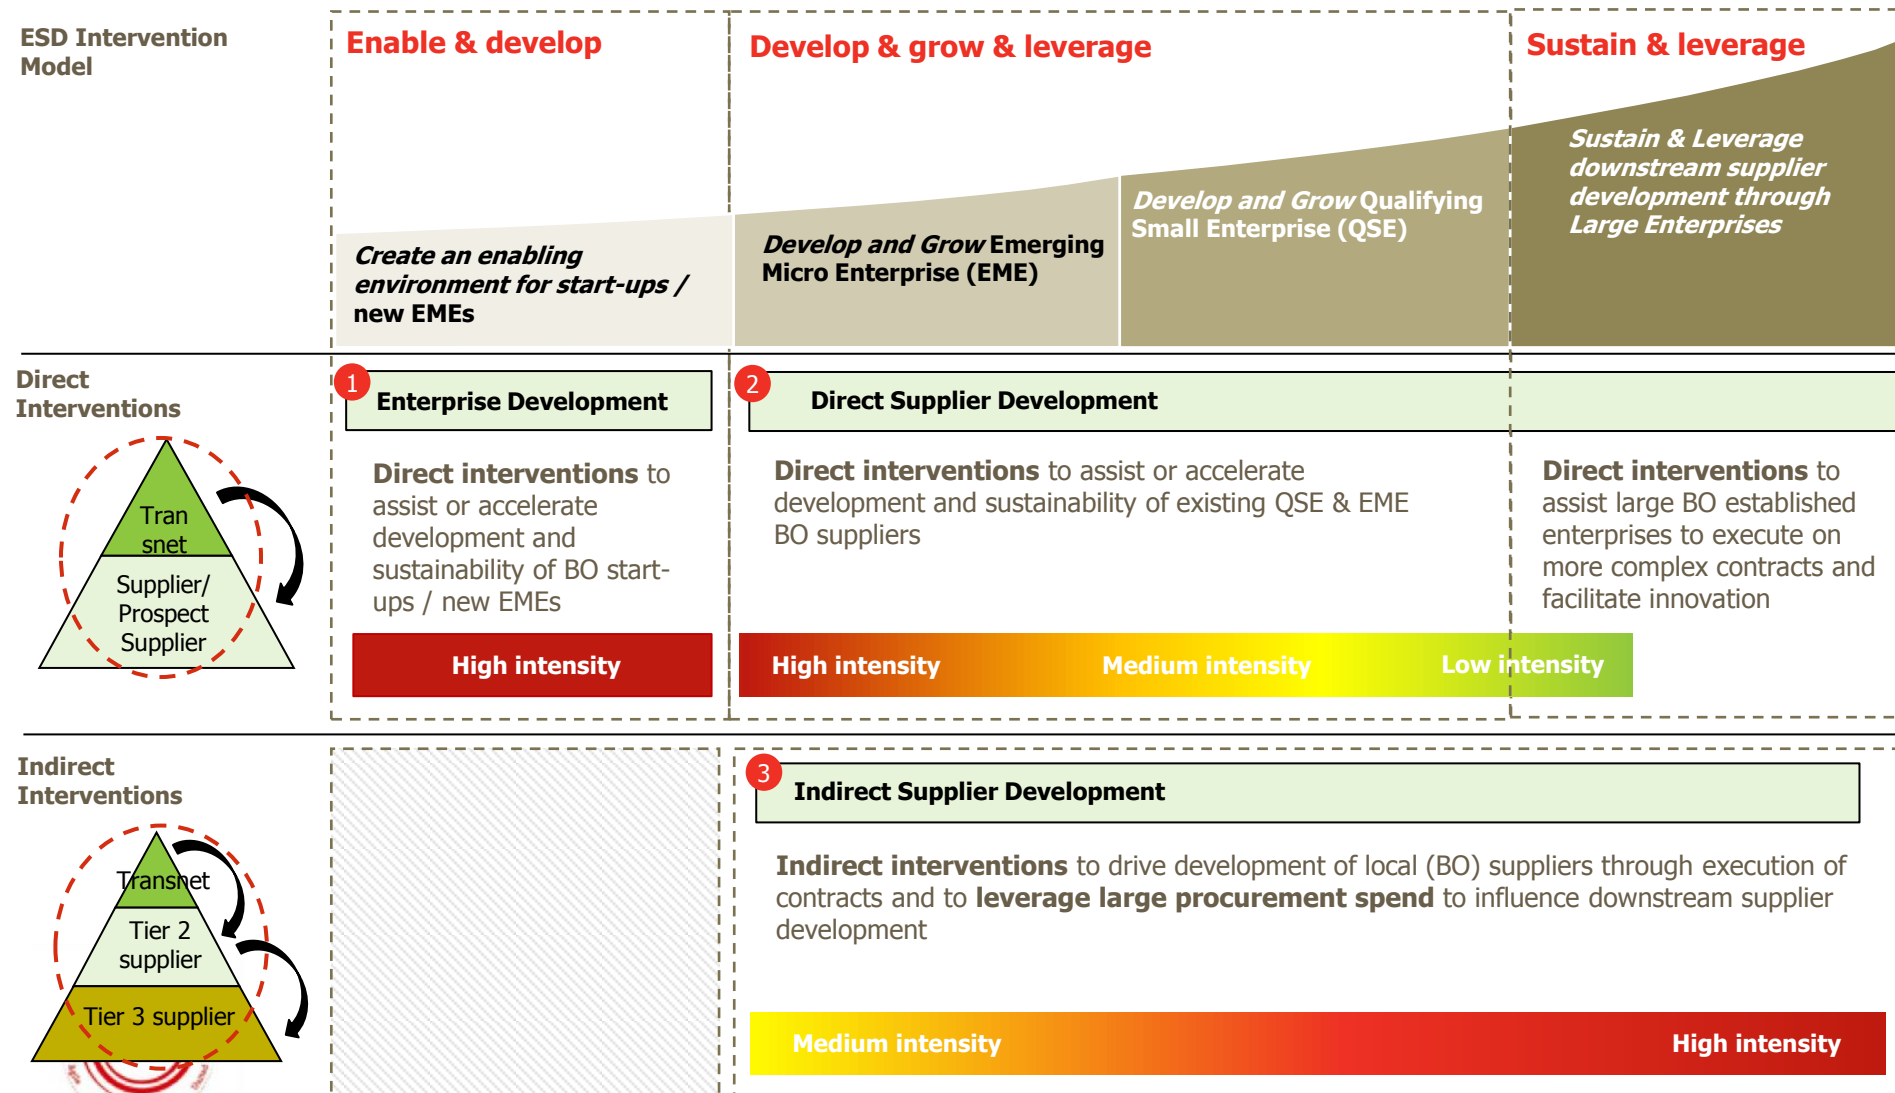 ESD Intervention
Model
Enable & develop
Develop & grow & leverage
Sustain & leverage
Create an enabling
environment for start-ups /
new EMEs
Develop and Grow Emerging
Micro Enterprise (EME)
Develop and Grow Qualifying
Small Enterprise (QSE)
Sustain & Leverage
downstream supplier
development through
Large Enterprises
Direct
Interventions
Tran
snet
Supplier/
Prospect
Supplier
1
Enterprise Development
Direct interventions to
assist or accelerate
development and
sustainability of BO start-
ups / new EMEs
High intensity
2
Direct Supplier Development
Direct interventions to assist or accelerate
development and sustainability of existing QSE & EME
BO suppliers
Direct interventions to
assist large BO established
enterprises to execute on
more complex contracts and
facilitate innovation
High intensity
Medium intensity
Low intensity
Indirect
Interventions
Transnet
Tier 2
supplier
Tier 3 supplier
3
Indirect Supplier Development
Indirect interventions to drive development of local (BO) suppliers through execution of
contracts and to leverage large procurement spend to influence downstream supplier
development
Medium intensity
High intensity